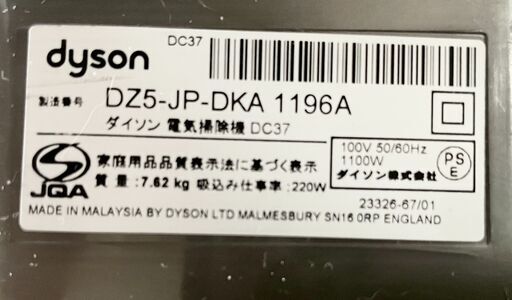 dyson
DC37
製造番号 DZ5-JP-DKA 1196A
ダイソン 電気掃除機 DC37
JQA
家庭用品品質表示法に基づく表示
質量:7.62 kg 吸込み仕事率:220W
100V 50/60Hz
1100W
ダイソン株式会社
PS
E
23326-67/01
MADE IN MALAYSIA BY DYSON LTD MALMESBURY SN16 0RP ENGLAND